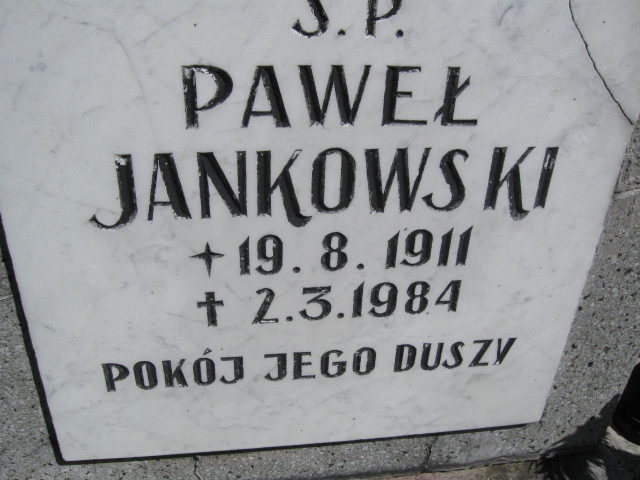 Ś.P.
PAWEŁ
JANKOWSKI
+ 19.8.1911
† 2.3.1984
POKÓJ JEGO DUSZY